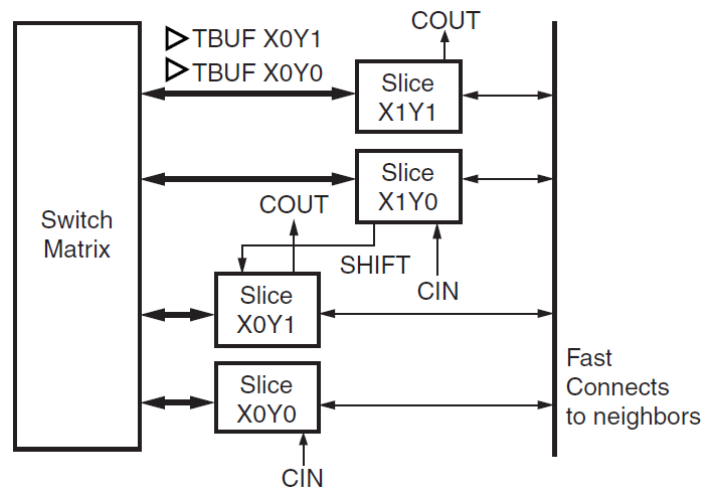 COUT
TBUF X0Y1
TBUF X0Y0
Slice
X1Y1
Slice
X1Y0
COUT
Switch
Matrix
SHIFT
CIN
Slice
X0Y1
Fast
Connects
to neighbors
Slice
X0Y0
CIN